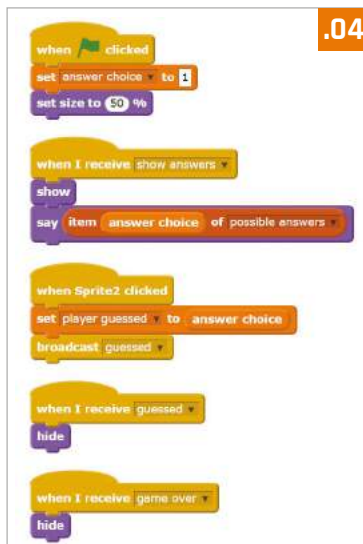 .04
when clicked
set answer choice to 1
set size to 50 %
when I receive show answers
show
say item answer choice of possible answers
when Sprite2 clicked
set player guessed to answer choice
broadcast guessed
when I receive guessed
hide
when I receive game over
hide